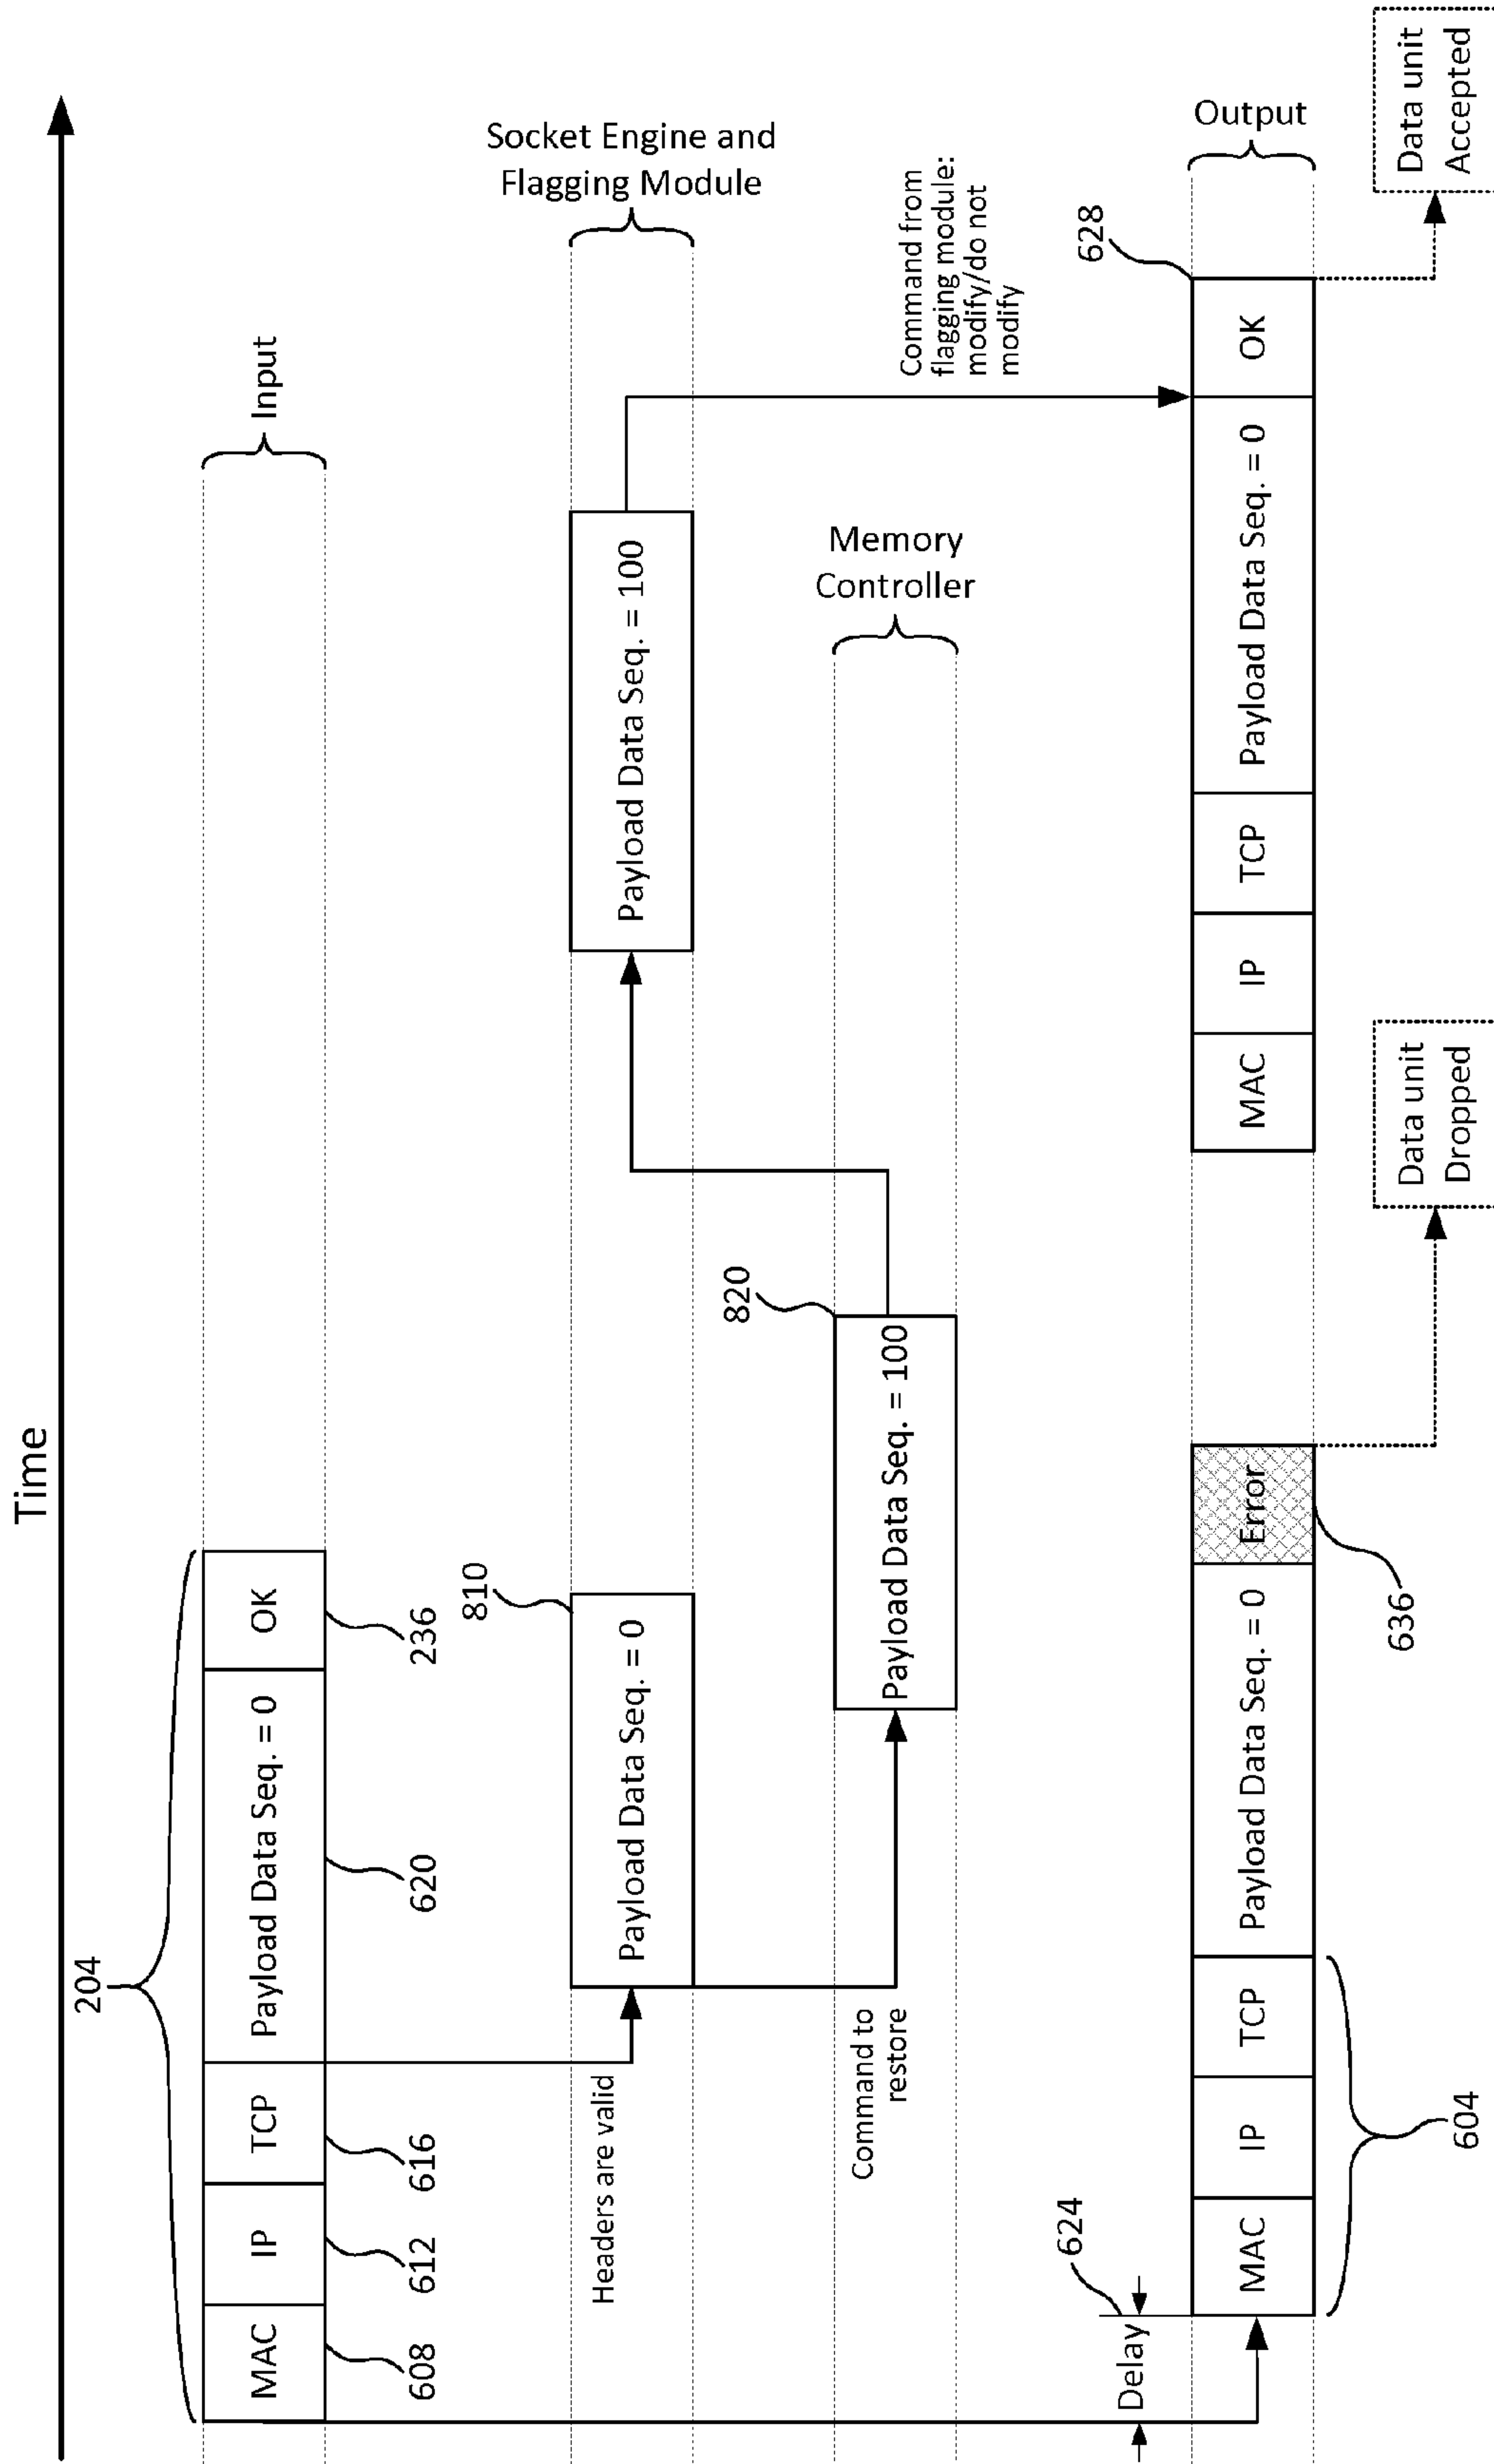 Time
204
MAC
IP
TCP
Payload Data Seq. = 0
OK
Input
608
612
616
620
236
Headers are valid
810
Payload Data Seq. = 0
Payload Data Seq. = 100
Socket Engine and
Flagging Module
Command to
restore
820
Payload Data Seq. = 100
Memory
Controller
Command from
flagging module:
modify/do not
modify
Delay
624
628
MAC
IP
TCP
Payload Data Seq. = 0
Error
MAC
IP
TCP
Payload Data Seq. = 0
OK
Output
604
636
Data unit
Dropped
Data unit
Accepted